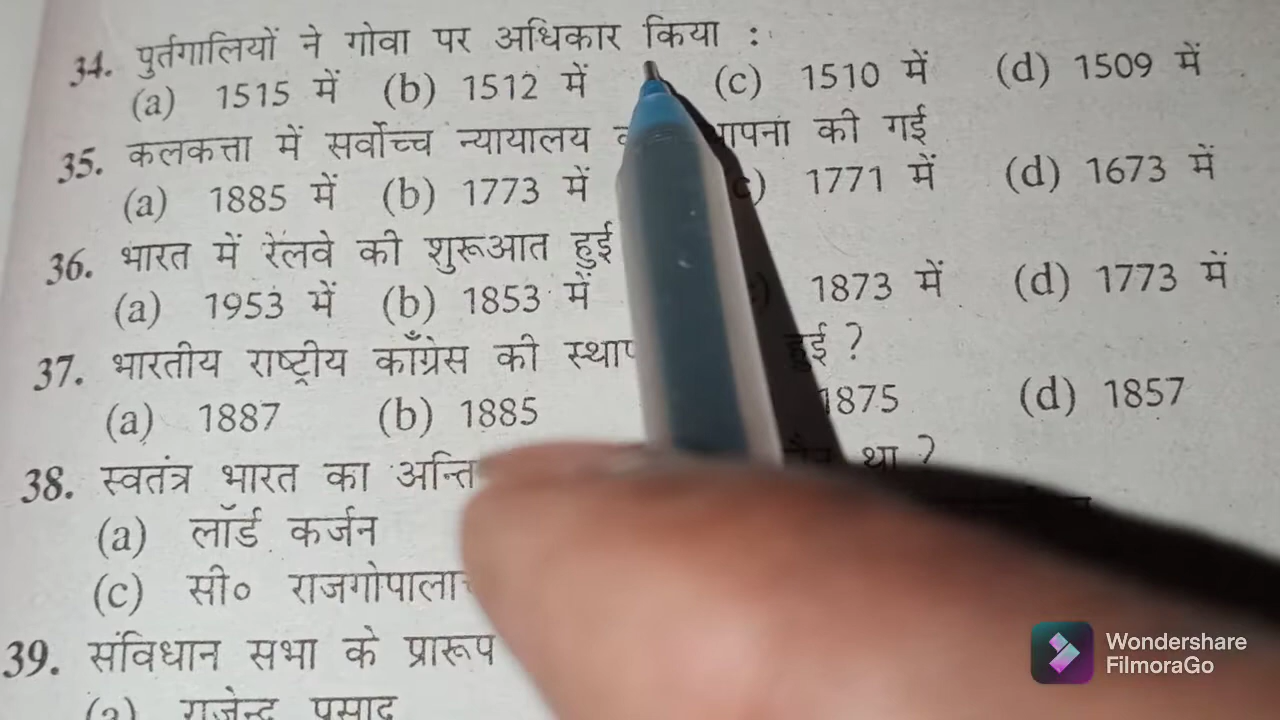 34. पुर्तगालियों ने गोवा पर अधिकार किया :
(a) 1515 में (b) 1512 में (c) 1510 में (d) 1509 में
35. कलकत्ता में सर्वोच्च न्यायालय की गई
(a) 1885 में (b) 1773 में (c) 1771 में (d) 1673 में
36. भारत में रेलवे की शुरूआत हुई
(a) 1953 में (b) 1853 में 1873 में (d) 1773 में
37. भारतीय राष्ट्रीय काँग्रेस की हुई ?
(a) 1887 (b) 1885 1875 (d) 1857
38. स्वतंत्र भारत का था ?
(a) लॉर्ड कर्जन
(c) सी०
39. संविधान सभा के प्रारूप
(a) राजेन्द्र प्रसाद
Wondershare
FilmoraGo